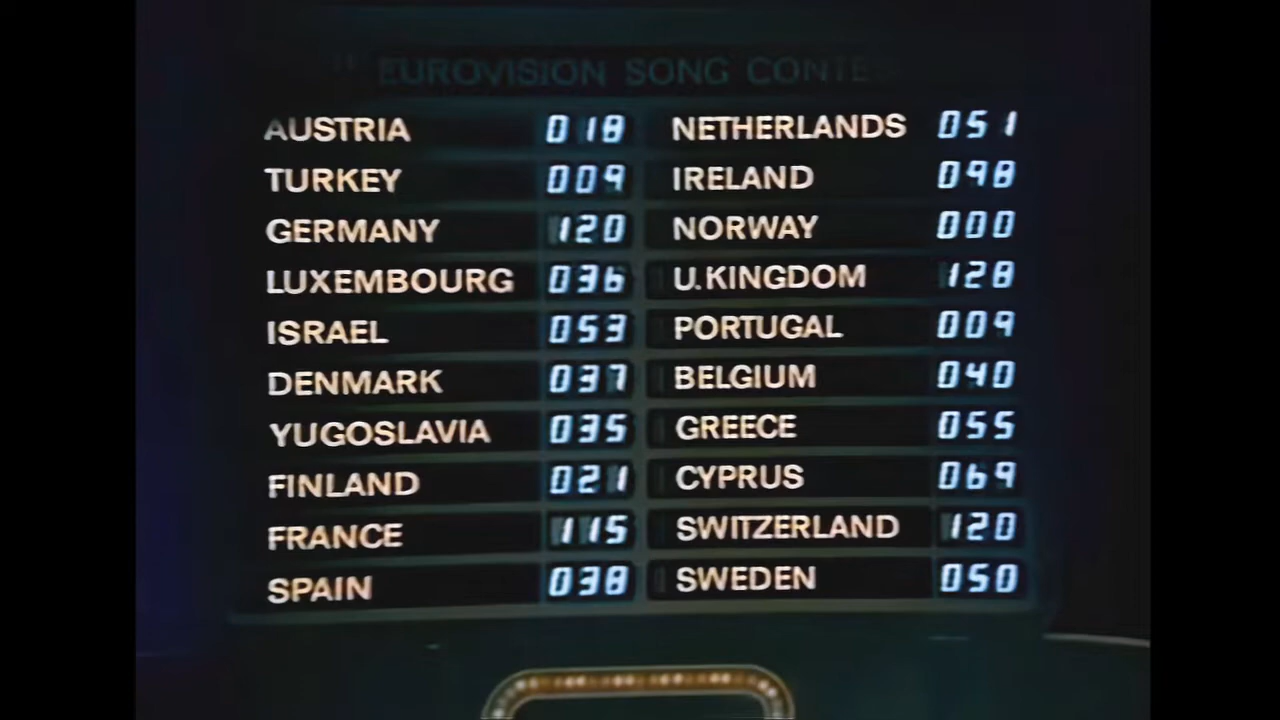 EUROVISION SONG CONTE
AUSTRIA 018 NETHERLANDS 051
TURKEY 009 IRELAND 098
GERMANY 120 NORWAY 000
LUXEMBOURG 036 U.KINGDOM 128
ISRAEL 053 PORTUGAL 009
DENMARK 037 BELGIUM 040
YUGOSLAVIA 035 GREECE 055
FINLAND 021 CYPRUS 069
FRANCE 115 SWITZERLAND 120
SPAIN 038 SWEDEN 050